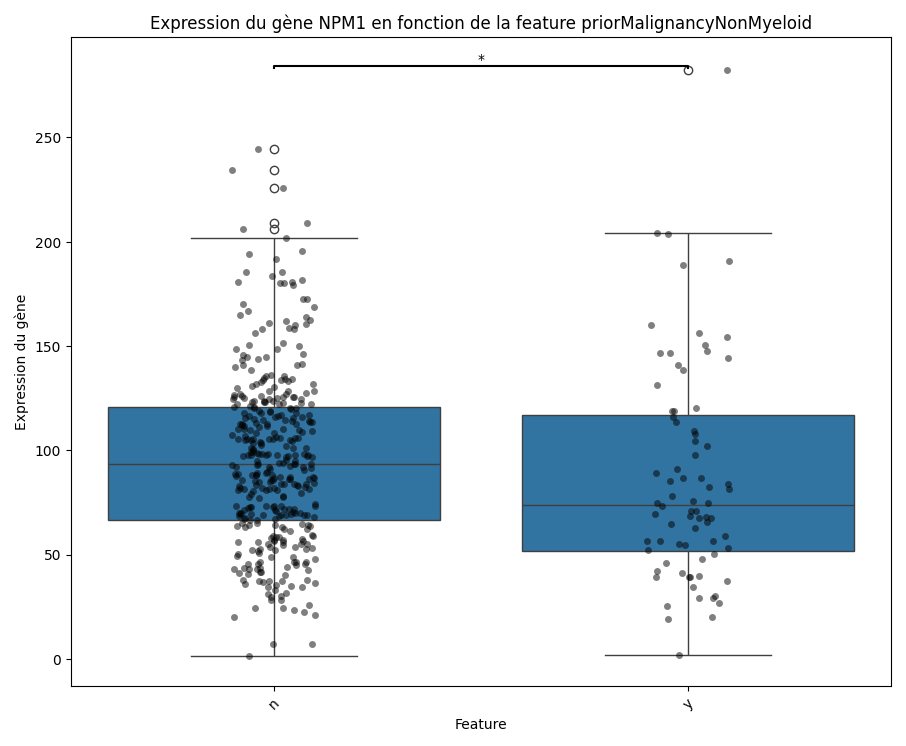 Expression du gène NPM1 en fonction de la feature priorMalignancyNonMyeloid
*
250
200
150
100
50
0
Expression du gène
n
y
Feature